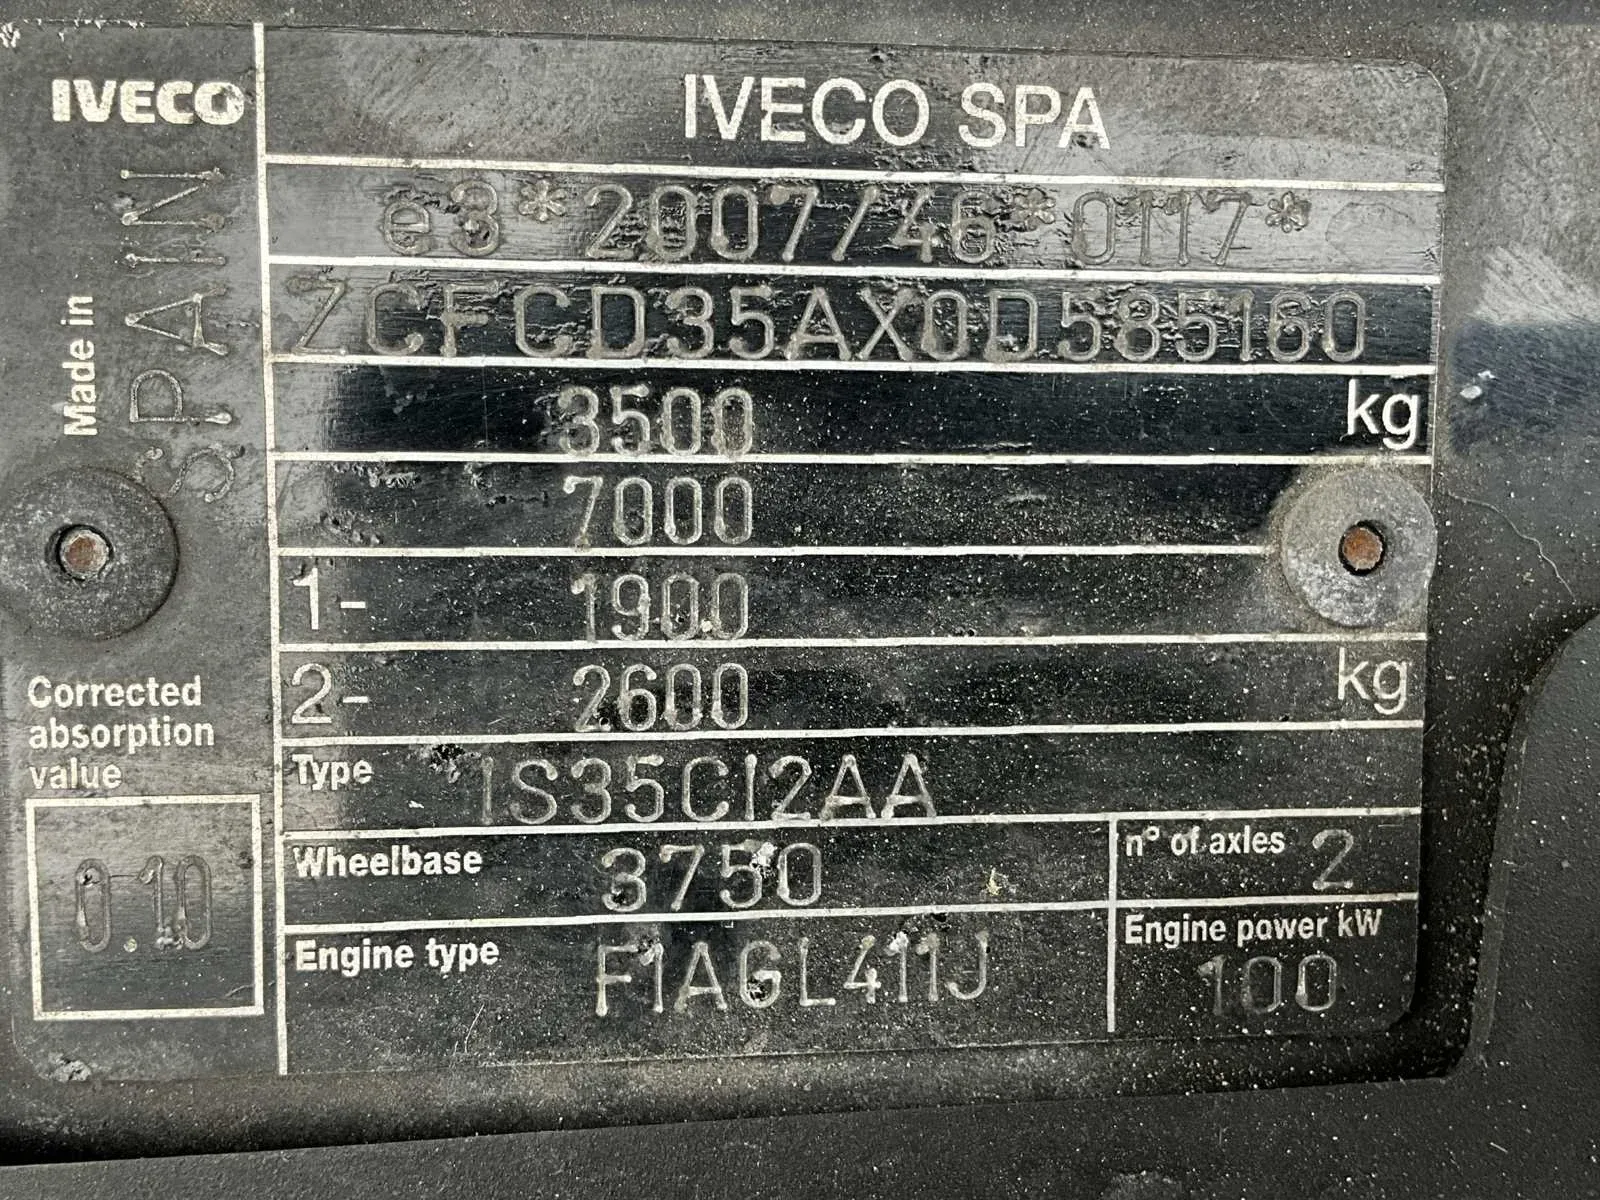 IVECO
Made in
SPAIN
Corrected
absorption
value
0.10
IVECO SPA
e3*2007/46*0117*
ZCFCD35AX0D585160
3500 kg
7000
1- 1900
2- 2600 kg
Type IS35CI2AA
Wheelbase 3750
n° of axles 2
Engine type F1AGL411J
Engine power kW
100